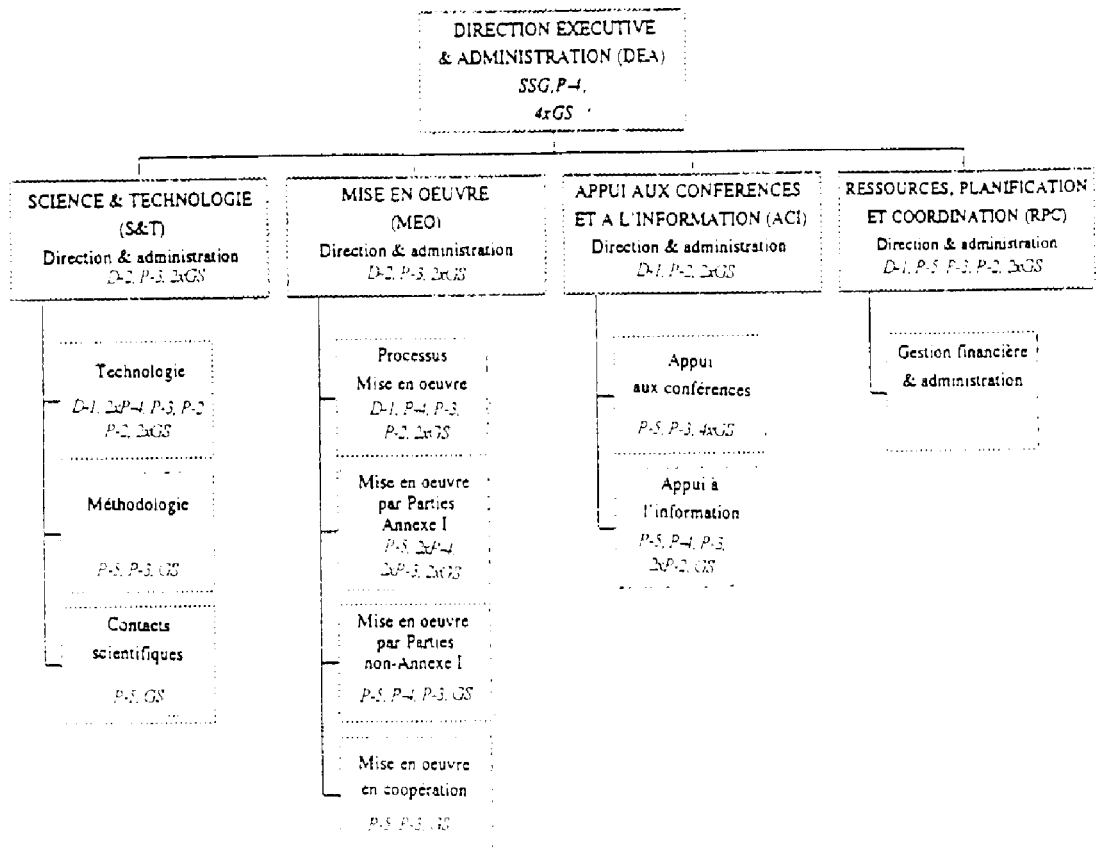 DIRECTION EXECUTIVE
& ADMINISTRATION (DEA)
SSG, P-4,
4xGS
SCIENCE & TECHNOLOGIE
(S&T)
Direction & administration
D-2, P-3, 2xGS
MISE EN OEUVRE
(MEO)
Direction & administration
D-2, P-3, 2xGS
APPUI AUX CONFERENCES
ET A L'INFORMATION (ACI)
Direction & administration
D-1, P-2, 2xGS
RESSOURCES, PLANIFICATION
ET COORDINATION (RPC)
Direction & administration
D-1, P-5, P-3, P-2, 2xGS
Technologie
D-1, 2xP-4, P-3, P-2
P-2, 2xGS
Méthodologie
P-5, P-3, GS
Contacts
scientifiques
P-5, GS
Processus
Mise en oeuvre
D-1, P-4, P-3,
P-2, 2xGS
Mise en oeuvre
par Parties
Annexe I
P-5, 2xP-4,
2xP-3, 2xGS
Mise en oeuvre
par Parties
non-Annexe I
P-5, P-4, P-3, GS
Mise en oeuvre
en coopération
P-5, P-3, GS
Appui
aux conférences
P-5, P-3, 4xGS
Appui à
l'information
P-5, P-4, P-3,
2xP-2, GS
Gestion financière
& administration